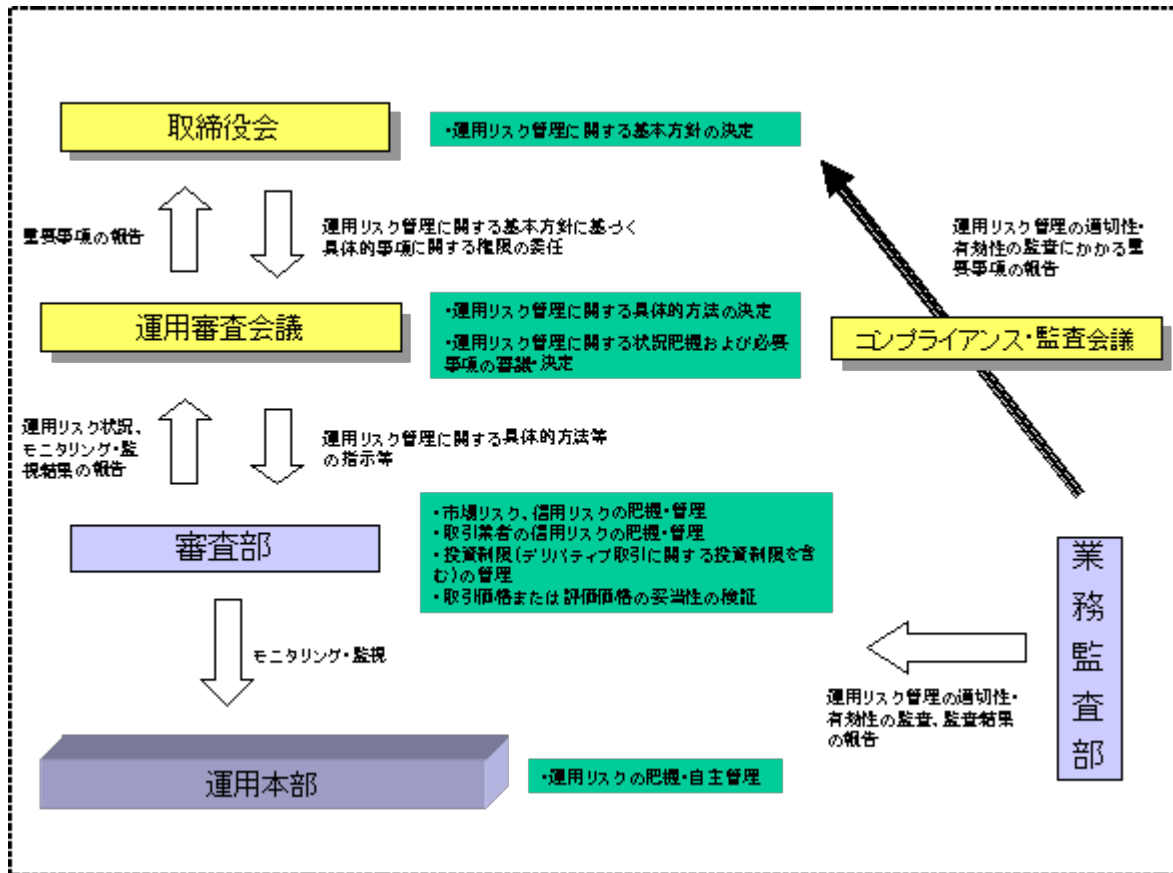 取締役会
・運用リスク管理に関する基本方針の決定
重要事項の報告
運用リスク管理に関する基本方針に基づく
具体的事項に関する権限の委任
運用リスク管理の適切性・
有効性の監査にかかる重
要事項の報告
運用審査会議
・運用リスク管理に関する具体的方法の決定
・運用リスク管理に関する状況把握および必要
事項の審議・決定
コンプライアンス・監査会議
運用リスク状況、
モニタリング・監
視結果の報告
運用リスク管理に関する具体的方法等
の指示等
審査部
・市場リスク、信用リスクの把握・管理
・取引業者の信用リスクの把握・管理
・投資制限(デリバティブ取引に関する投資制限を含
む)の管理
・取引価格または評価価格の妥当性の検証
業務監査部
モニタリング・監視
運用リスク管理の適切性・
有効性の監査、監査結果
の報告
運用本部
・運用リスクの把握・自主管理